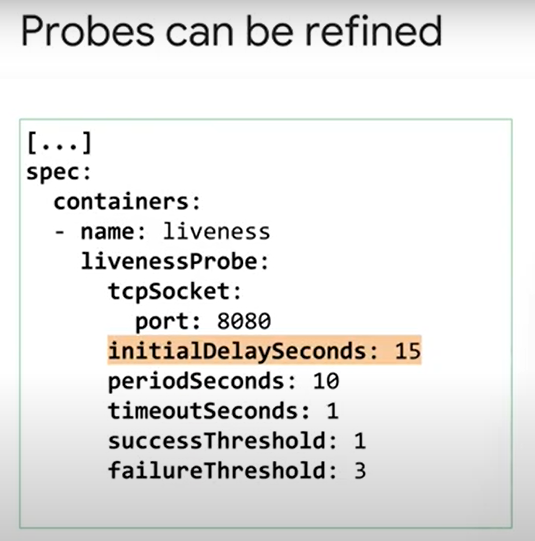 Probes can be refined
[...]
spec:
  containers:
  - name: liveness
    livenessProbe:
      tcpSocket:
        port: 8080
      initialDelaySeconds: 15
      periodSeconds: 10
      timeoutSeconds: 1
      successThreshold: 1
      failureThreshold: 3